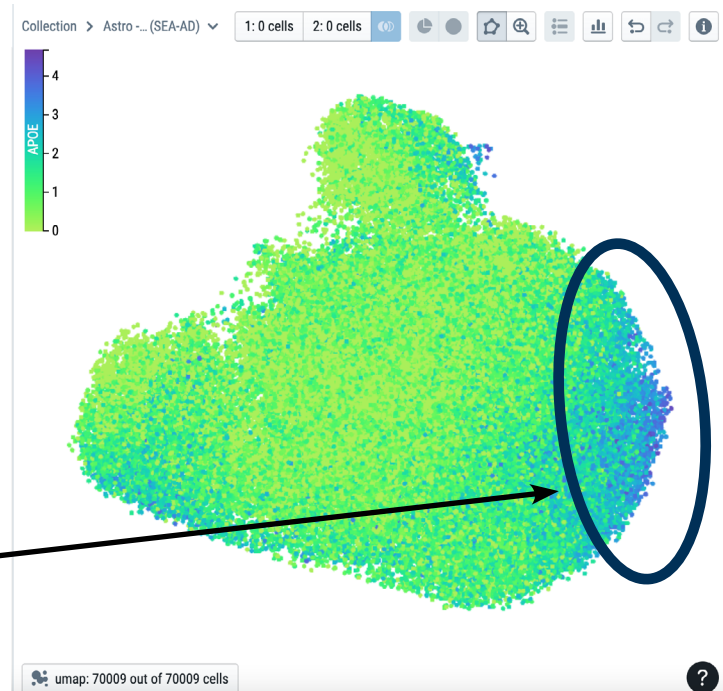 Collection > Astro -... (SEA-AD)
1: 0 cells
2: 0 cells
APOE
4
3
2
1
0
umap: 70009 out of 70009 cells
?